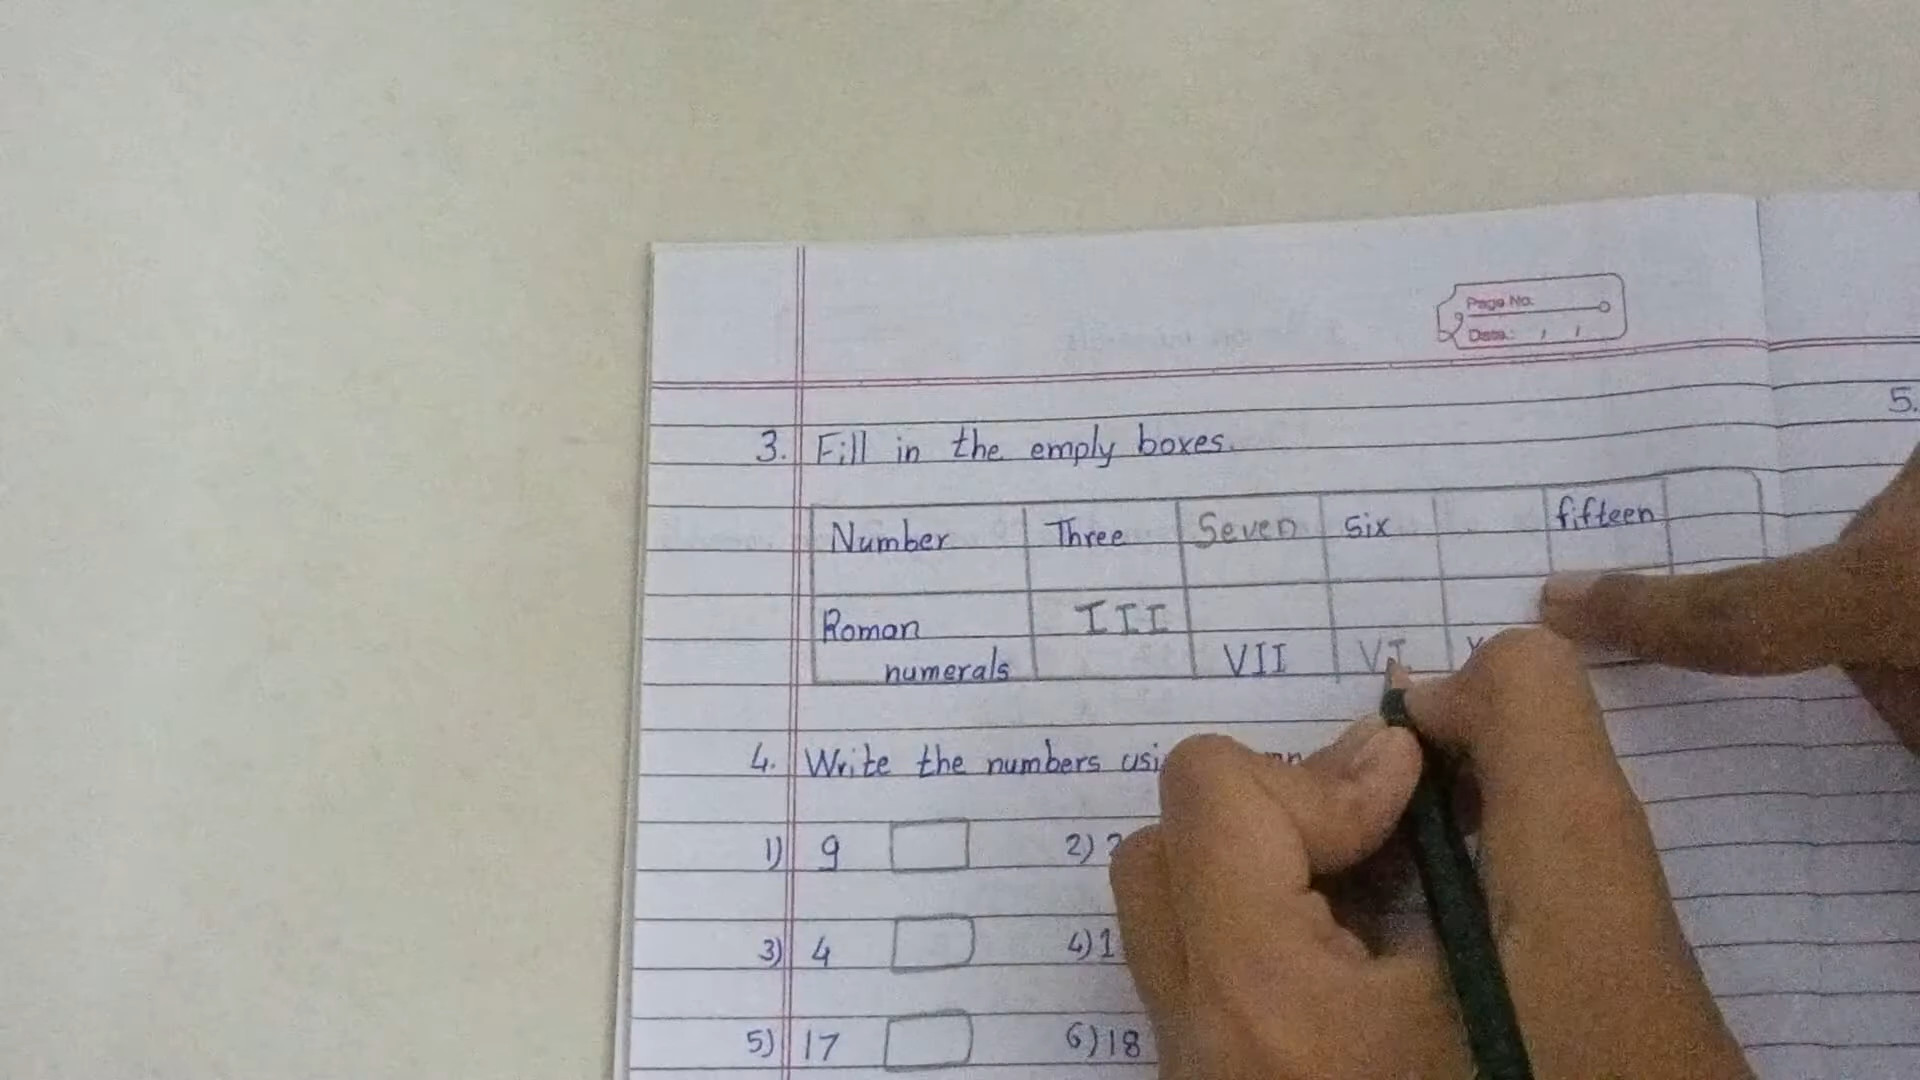 Page No.
Date: / /
5.
3. Fill in the emply boxes.
Number Three Seven six fifteen
Roman III
numerals VII VI
4. Write the numbers
1) 9 2)
3) 4 4) 1
5) 17 6) 18